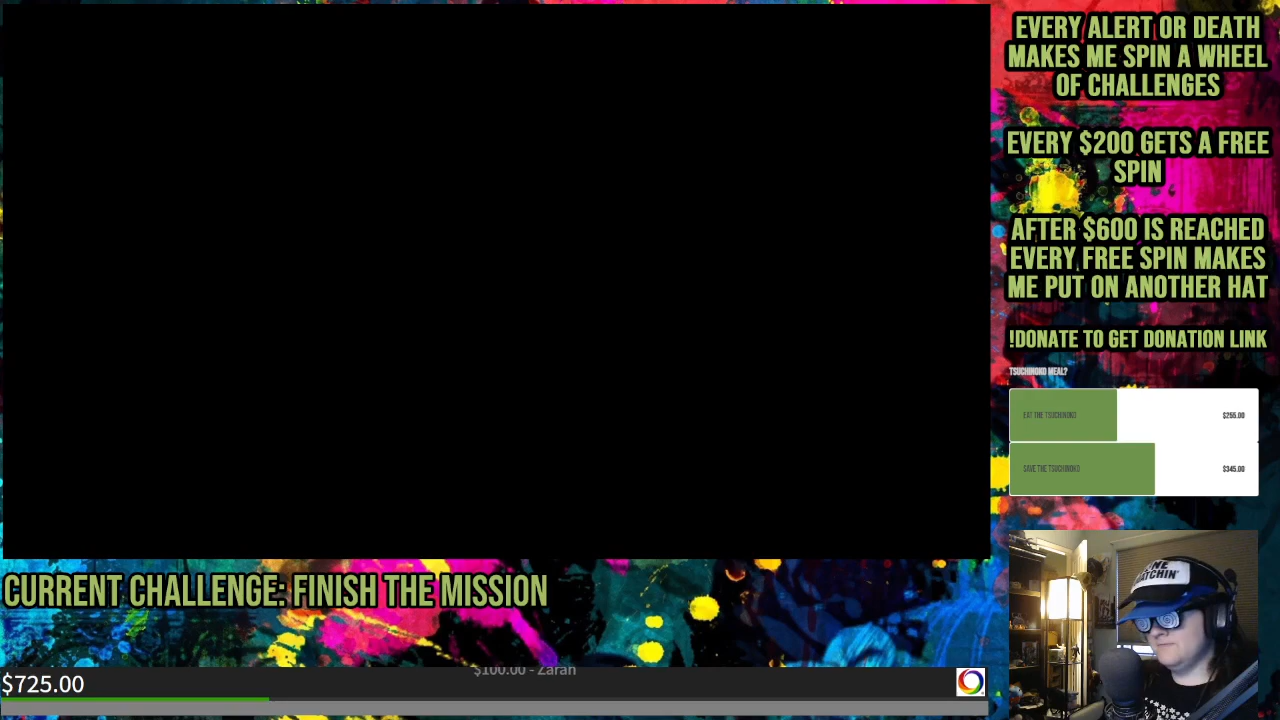 EVERY ALERT OR DEATH
MAKES ME SPIN A WHEEL
OF CHALLENGES
EVERY $200 GETS A FREE
SPIN
AFTER $600 IS REACHED
EVERY FREE SPIN MAKES
ME PUT ON ANOTHER HAT
!DONATE TO GET DONATION LINK
TSUCHINOKO MEAL?
EAT THE TSUCHINOKO $255.00
SAVE THE TSUCHINOKO $345.00
CURRENT CHALLENGE: FINISH THE MISSION
$100.00 - Zarah
$725.00